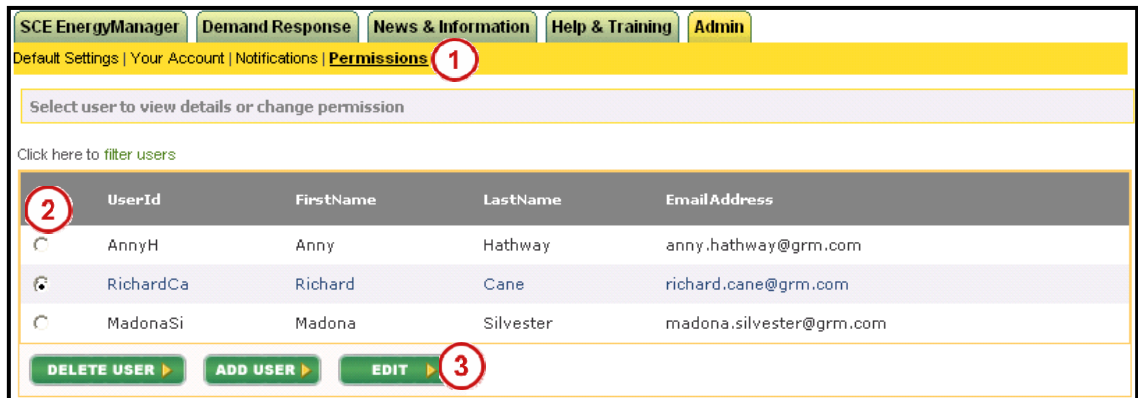 SCE EnergyManager Demand Response News & Information Help & Training Admin
Default Settings | Your Account | Notifications | Permissions 1
Select user to view details or change permission
Click here to filter users
2 UserId FirstName LastName EmailAddress
AnnyH Anny Hathway anny.hathway@grm.com
RichardCa Richard Cane richard.cane@grm.com
MadonaSi Madona Silvester madona.silvester@grm.com
DELETE USER ADD USER EDIT 3